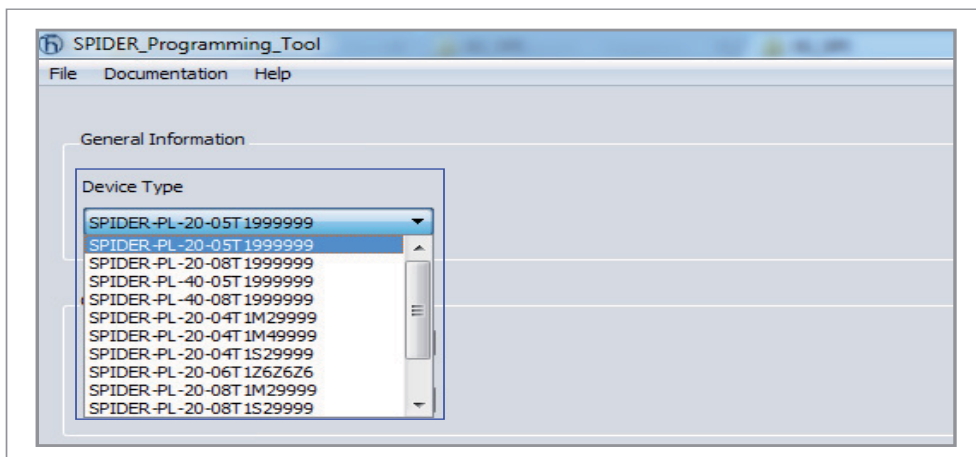 SPIDER_Programming_Tool
File Documentation Help
General Information
Device Type
SPIDER-PL-20-05T1999999
SPIDER-PL-20-05T1999999
SPIDER-PL-20-08T1999999
SPIDER-PL-40-05T1999999
SPIDER-PL-40-08T1999999
SPIDER-PL-20-04T1M29999
SPIDER-PL-20-04T1M49999
SPIDER-PL-20-04T1S29999
SPIDER-PL-20-06T1Z6Z6Z6
SPIDER-PL-20-08T1M29999
SPIDER-PL-20-08T1S29999